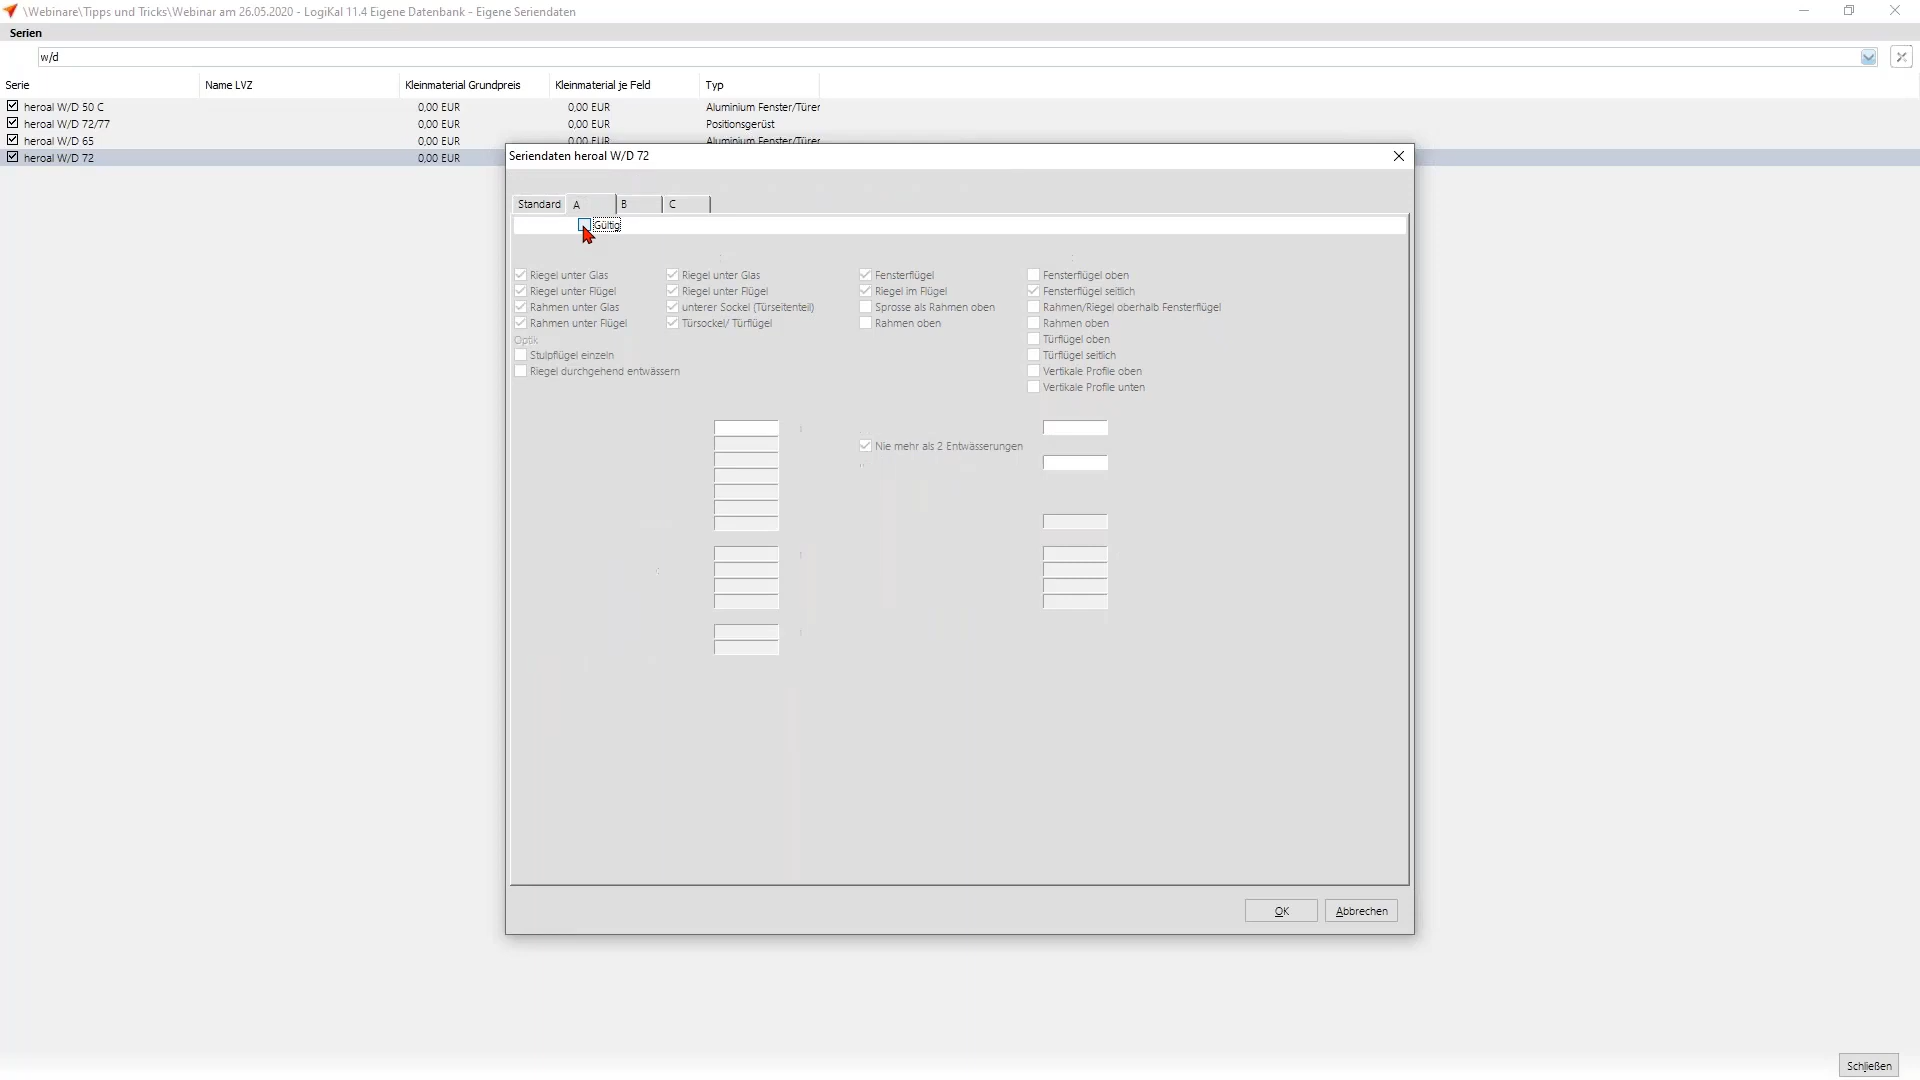 \Webinare\Tipps und Tricks\Webinar am 26.05.2020 - LogiKal 11.4 Eigene Datenbank - Eigene Seriendaten
Serien
w/d
Serie Name LVZ Kleinmaterial Grundpreis Kleinmaterial je Feld Typ
heroal W/D 50 C 0,00 EUR 0,00 EUR Aluminium Fenster/Türer
heroal W/D 72/77 0,00 EUR 0,00 EUR Positionsgerüst
heroal W/D 65 0,00 EUR 0,00 EUR Aluminium Fenster/Türer
heroal W/D 72 0,00 EUR
Seriendaten heroal W/D 72
Standard A B C
Gültig
Riegel unter Glas Riegel unter Glas Fensterflügel Fensterflügel oben
Riegel unter Flügel Riegel unter Flügel Riegel im Flügel Fensterflügel seitlich
Rahmen unter Glas unterer Sockel (Türseitenteil) Sprosse als Rahmen oben Rahmen/Riegel oberhalb Fensterflügel
Rahmen unter Flügel Türsockel/ Türflügel Rahmen oben Rahmen oben
Optik Türflügel oben
Stulpflügel einzeln Türflügel seitlich
Riegel durchgehend entwässern Vertikale Profile oben
Vertikale Profile unten
Nie mehr als 2 Entwässerungen
OK Abbrechen
Schließen